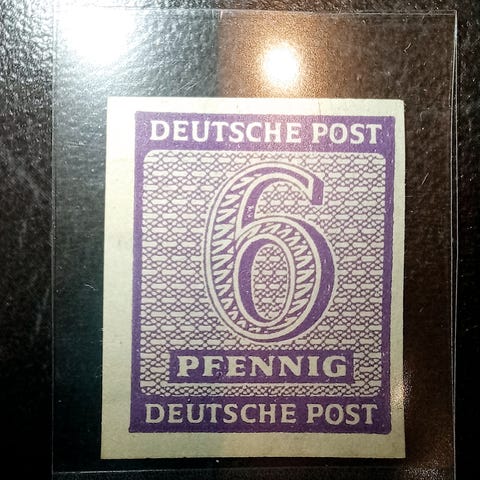 DEUTSCHE POST
6
PFENNIG
DEUTSCHE POST